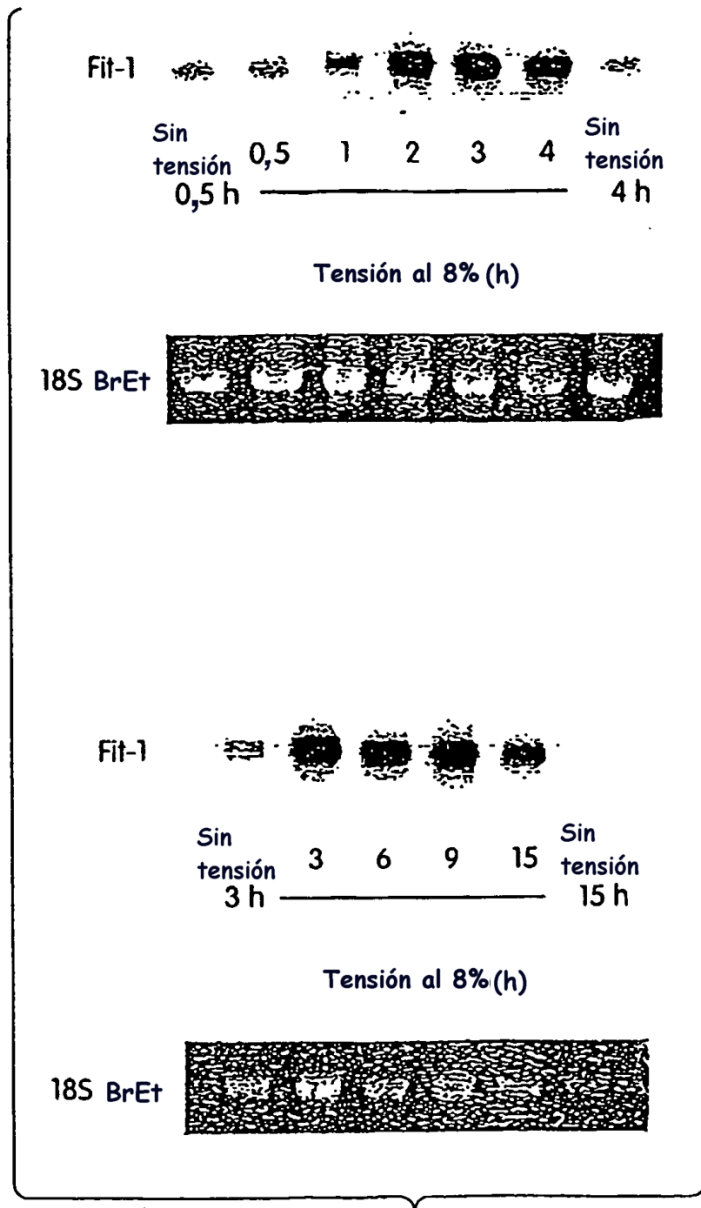 Fit-1
Sin tensión 0,5 h
0,5 1 2 3 4
Sin tensión 4 h
Tensión al 8% (h)
18S BrEt
Fit-1
Sin tensión 3 h
3 6 9 15
Sin tensión 15 h
Tensión al 8% (h)
18S BrEt